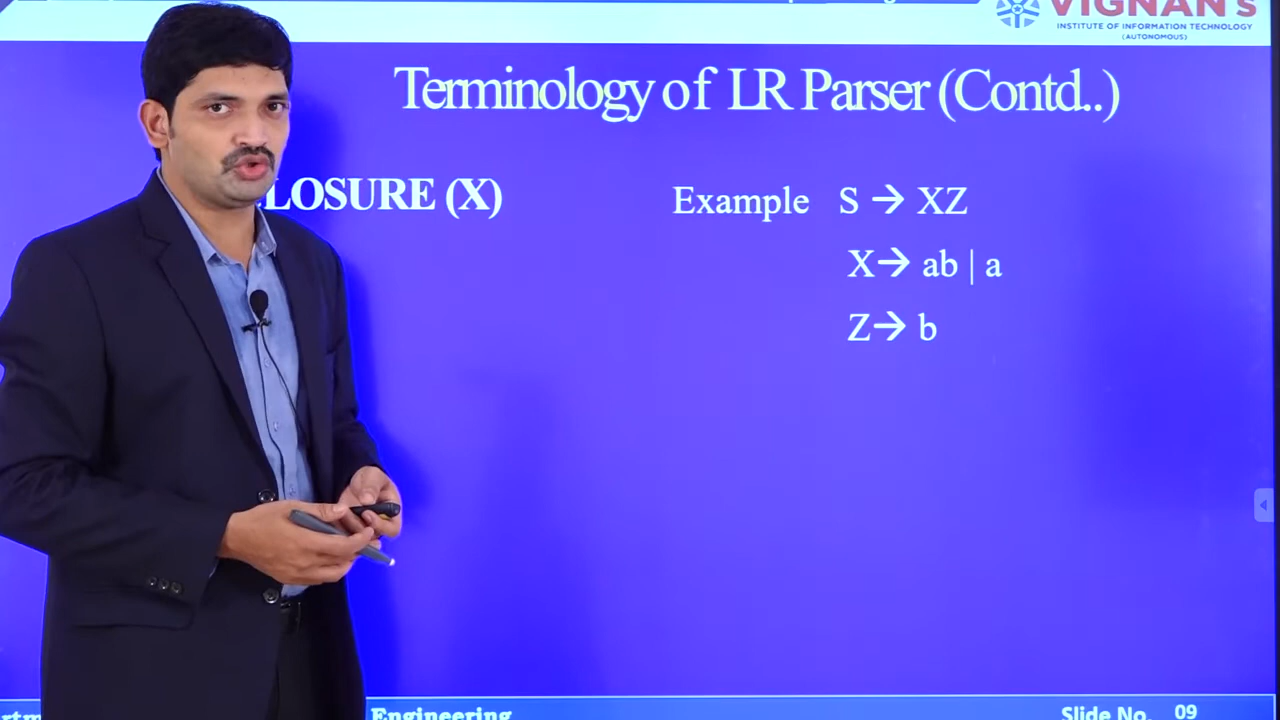 VIGNAN'S
INSTITUTE OF INFORMATION TECHNOLOGY
(AUTONOMOUS)
Terminology of LR Parser (Contd..)
LOSURE (X)
Example S → XZ
X→ ab | a
Z→ b
Engineering
Slide No. 09